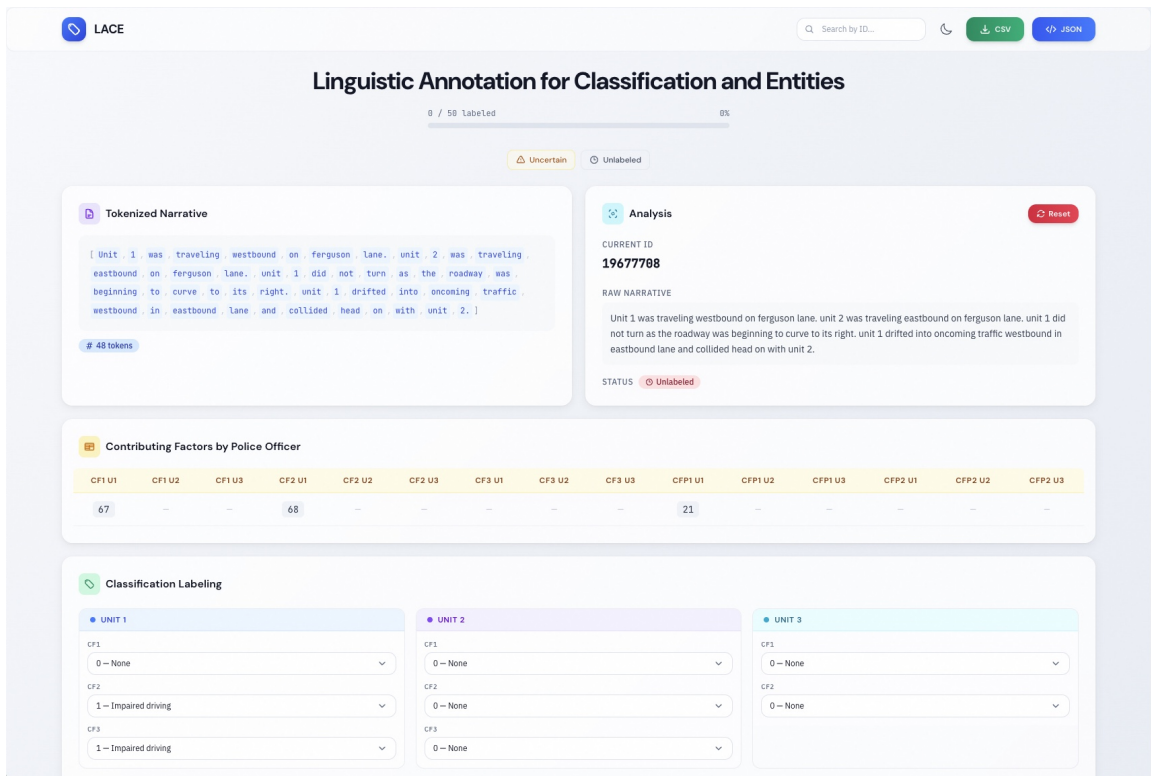 LACE
Search by ID...
CSV
JSON
Linguistic Annotation for Classification and Entities
0 / 50 labeled 0%
Uncertain Unlabeled
Tokenized Narrative
[ Unit , 1 , was , traveling , westbound , on , ferguson , lane. , unit , 2 , was , traveling ,
eastbound , on , ferguson , lane. , unit , 1 , did , not , turn , as , the , roadway , was ,
beginning , to , curve , to , its , right. , unit , 1 , drifted , into , oncoming , traffic ,
westbound , in , eastbound , lane , and , collided , head , on , with , unit , 2. ]
# 48 tokens
Analysis
Reset
CURRENT ID
19677708
RAW NARRATIVE
Unit 1 was traveling westbound on ferguson lane. unit 2 was traveling eastbound on ferguson lane. unit 1 did
not turn as the roadway was beginning to curve to its right. unit 1 drifted into oncoming traffic westbound in
eastbound lane and collided head on with unit 2.
STATUS Unlabeled
Contributing Factors by Police Officer
CF1 U1 CF1 U2 CF1 U3 CF2 U1 CF2 U2 CF2 U3 CF3 U1 CF3 U2 CF3 U3 CFP1 U1 CFP1 U2 CFP1 U3 CFP2 U1 CFP2 U2 CFP2 U3
67 — — 68 — — — — — 21 — — — — —
Classification Labeling
UNIT 1
CF1
0 — None
CF2
1 — Impaired driving
CF3
1 — Impaired driving
UNIT 2
CF1
0 — None
CF2
0 — None
CF3
0 — None
UNIT 3
CF1
0 — None
CF2
0 — None